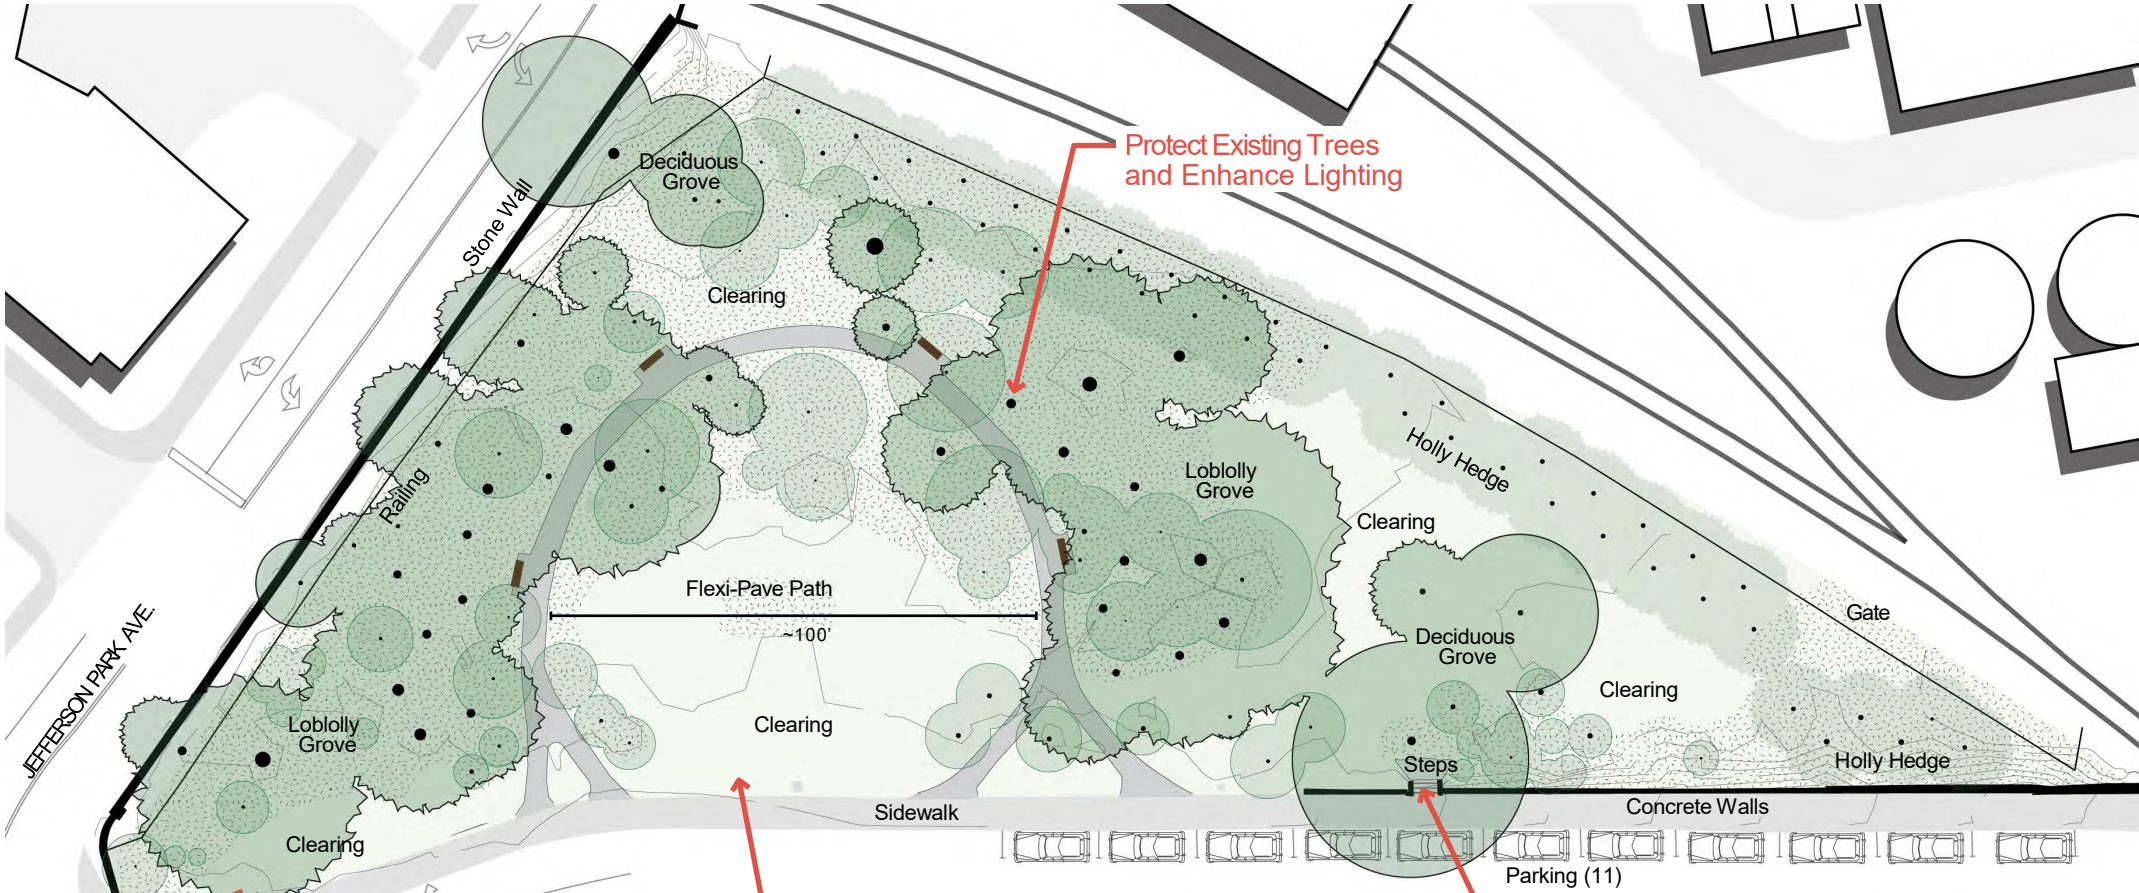 Protect Existing Trees
and Enhance Lighting
Deciduous
Grove
Stone Wall
Clearing
Railing
Holly Hedge
Loblolly
Grove
Clearing
Flexi-Pave Path
~100'
Gate
Deciduous
Grove
JEFFERSON PARK AVE.
Clearing
Loblolly
Grove
Clearing
Steps
Holly Hedge
Sidewalk
Concrete Walls
Clearing
Parking (11)